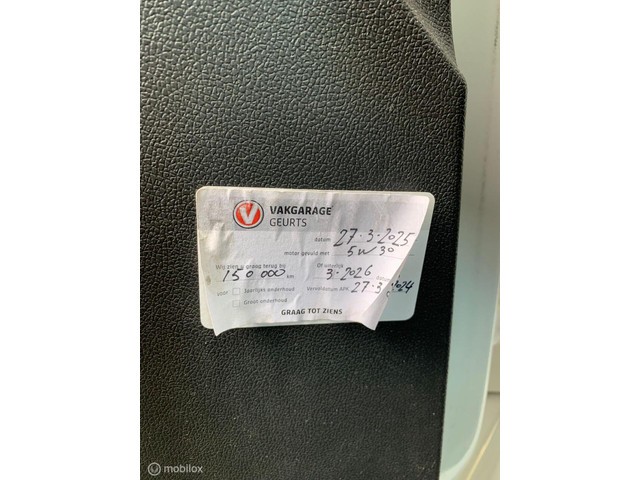 VAKGARAGE
GEURTS
datum 27-3-2025
motor gevuld met 5W30
Wij zien u graag terug bij Of uiterlijk
150 000 km 3-2026
voor: Jaarlijks onderhoud Vervaldatum APK 27-3
Groot onderhoud
GRAAG TOT ZIENS
mobilox